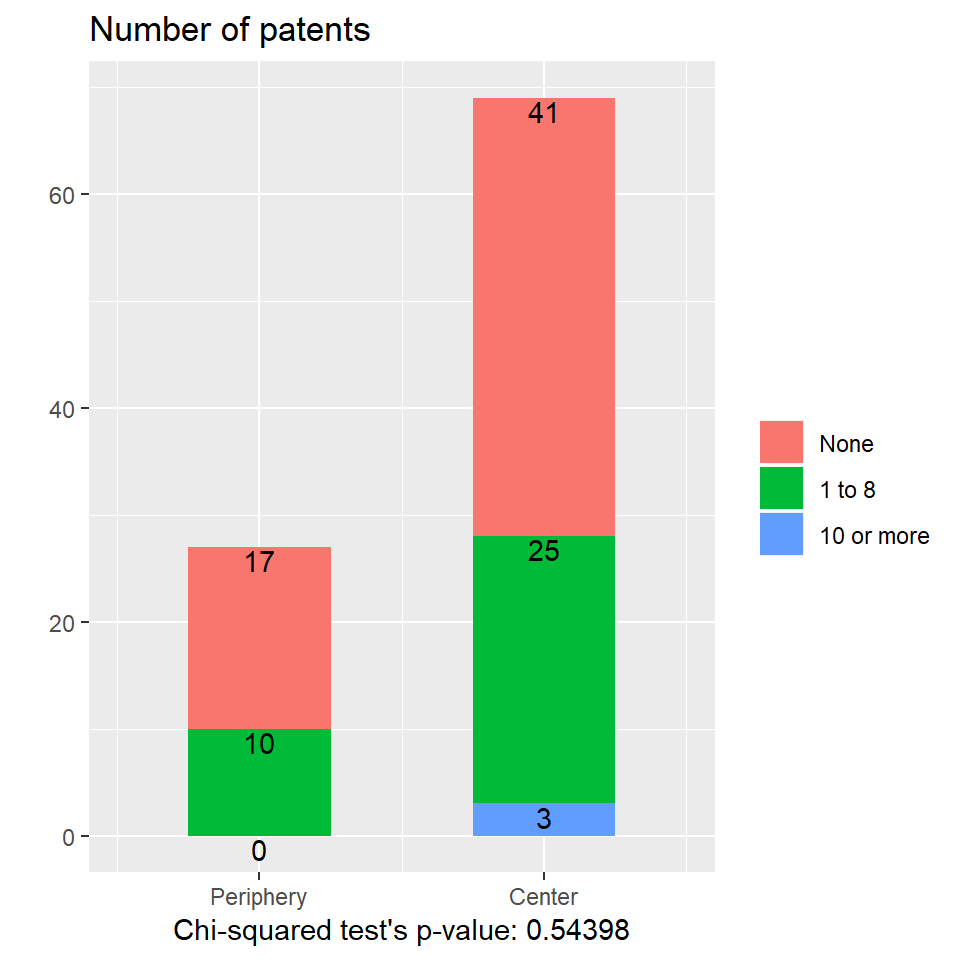 Number of patents
41
60
40
None
25
1 to 8
17
10 or more
20
10
3
0
0
Periphery
Center
Chi-squared test's p-value: 0.54398